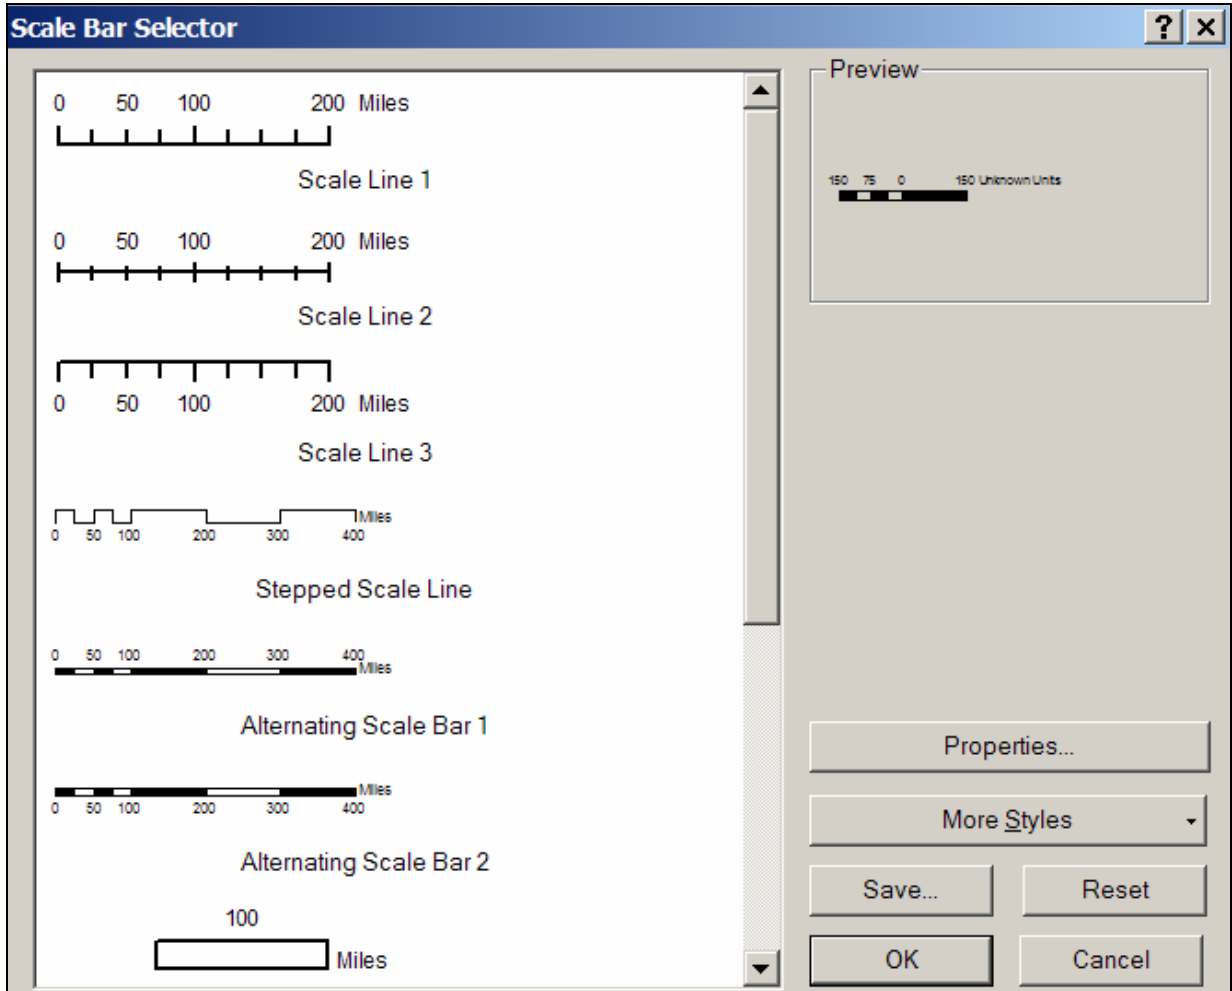 Scale Bar Selector
0 50 100 200 Miles
Scale Line 1
0 50 100 200 Miles
Scale Line 2
0 50 100 200 Miles
Scale Line 3
Miles
0 50 100 200 300 400
Stepped Scale Line
0 50 100 200 300 400
Miles
Alternating Scale Bar 1
Miles
0 50 100 200 300 400
Alternating Scale Bar 2
100
Miles
Preview
150 75 0 150 Unknown Units
Properties...
More Styles
Save... Reset
OK Cancel